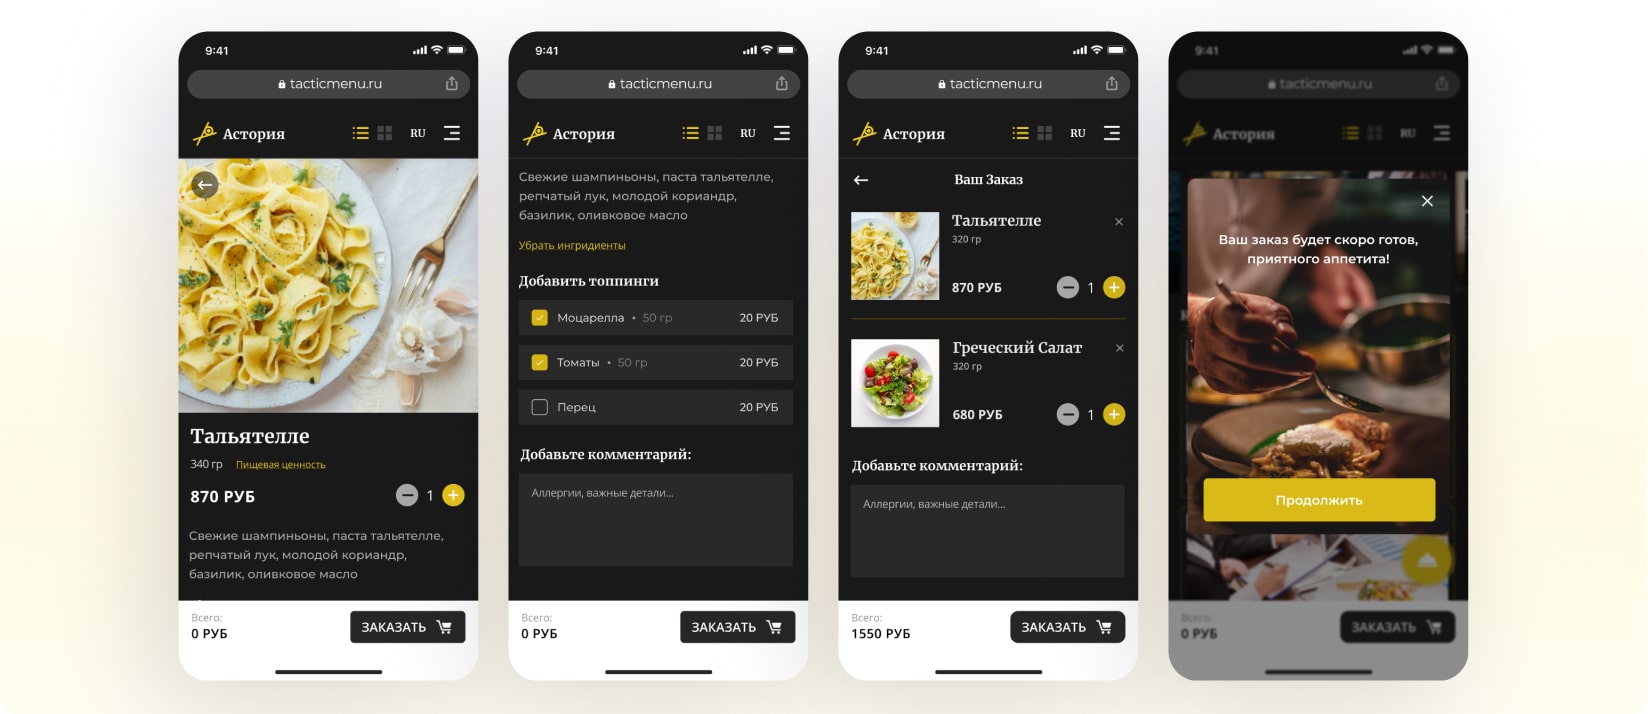 9:41
tacticmenu.ru
Астория
RU
Тальятелле
340 гр
Пищевая ценность
870 РУБ
1
Свежие шампиньоны, паста тальятелле,
репчатый лук, молодой кориандр,
базилик, оливковое масло
Всего:
0 РУБ
ЗАКАЗАТЬ
9:41
tacticmenu.ru
Астория
RU
Свежие шампиньоны, паста тальятелле,
репчатый лук, молодой кориандр,
базилик, оливковое масло
Убрать ингридиенты
Добавить топпинги
Моцарелла • 50 гр 20 РУБ
Томаты • 50 гр 20 РУБ
Перец 20 РУБ
Добавьте комментарий:
Аллергии, важные детали...
Всего:
0 РУБ
ЗАКАЗАТЬ
9:41
tacticmenu.ru
Астория
RU
Ваш Заказ
Тальятелле
320 гр
870 РУБ
1
Греческий Салат
320 гр
680 РУБ
1
Добавьте комментарий:
Аллергии, важные детали...
Всего:
1550 РУБ
ЗАКАЗАТЬ
9:41
tacticmenu.ru
Астория
RU
Ваш заказ будет скоро готов,
приятного аппетита!
Продолжить
Всего:
0 РУБ
ЗАКАЗАТЬ